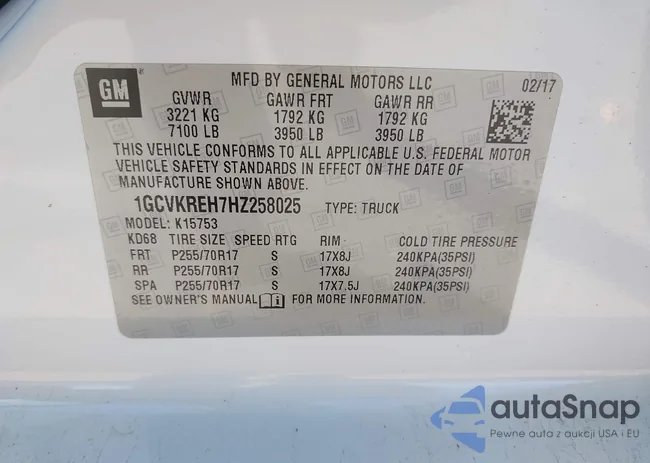 GM
MFD BY GENERAL MOTORS LLC 02/17
GVWR GAWR FRT GAWR RR
3221 KG 1792 KG 1792 KG
7100 LB 3950 LB 3950 LB
THIS VEHICLE CONFORMS TO ALL APPLICABLE U.S. FEDERAL MOTOR
VEHICLE SAFETY STANDARDS IN EFFECT ON THE DATE OF
MANUFACTURE SHOWN ABOVE.
1GCVKREH7HZ258025 TYPE: TRUCK
MODEL: K15753
KD68 TIRE SIZE SPEED RTG RIM COLD TIRE PRESSURE
FRT P255/70R17 S 17X8J 240KPA(35PSI)
RR P255/70R17 S 17X8J 240KPA(35PSI)
SPA P255/70R17 S 17X7.5J 240KPA(35PSI)
SEE OWNER'S MANUAL FOR MORE INFORMATION.
autaSnap
Pewne auta z aukcji USA i EU